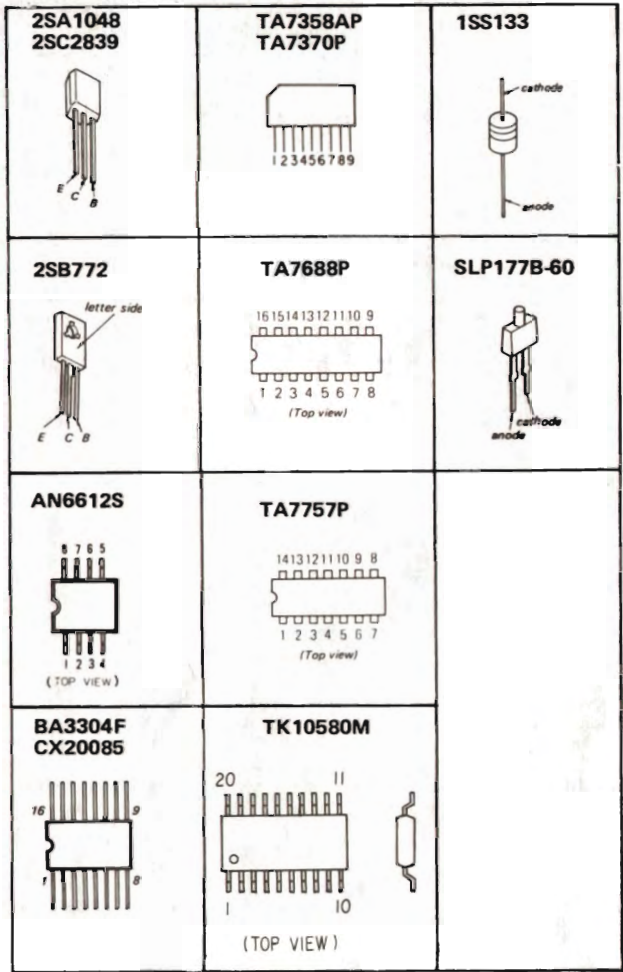 2SA1048
2SC2839
E
C
B
TA7358AP
TA7370P
1 2 3 4 5 6 7 8 9
1SS133
cathode
anode
2SB772
letter side
E C B
TA7688P
16 15 14 13 12 11 10 9
1 2 3 4 5 6 7 8
(Top view)
SLP177B-60
cathode
anode
AN6612S
8 7 6 5
1 2 3 4
(TOP VIEW)
TA7757P
14 13 12 11 10 9 8
1 2 3 4 5 6 7
(Top view)
BA3304F
CX20085
16 9
1 8
TK10580M
20 11
1 10
(TOP VIEW)